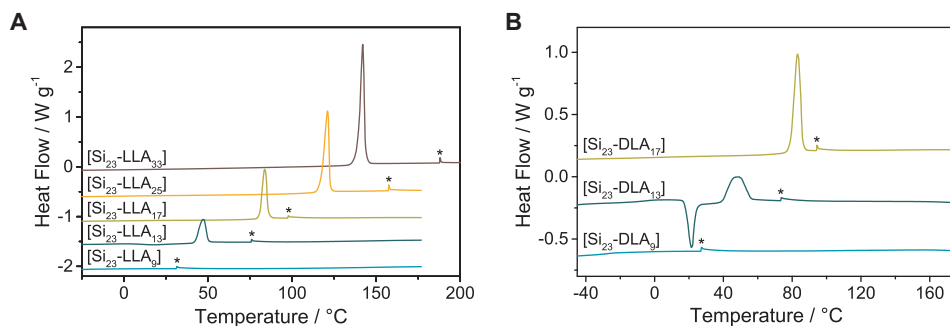 A
Heat Flow / W g⁻¹
2
1
0
-1
-2
[Si₂₃-LLA₃₃]
[Si₂₃-LLA₂₅]
[Si₂₃-LLA₁₇]
[Si₂₃-LLA₁₃]
[Si₂₃-LLA₉]
*
*
*
*
*
0 50 100 150 200
Temperature / °C
B
Heat Flow / W g⁻¹
1.0
0.5
0.0
-0.5
[Si₂₃-DLA₁₇]
[Si₂₃-DLA₁₃]
[Si₂₃-DLA₉]
*
*
*
-40 0 40 80 120 160
Temperature / °C